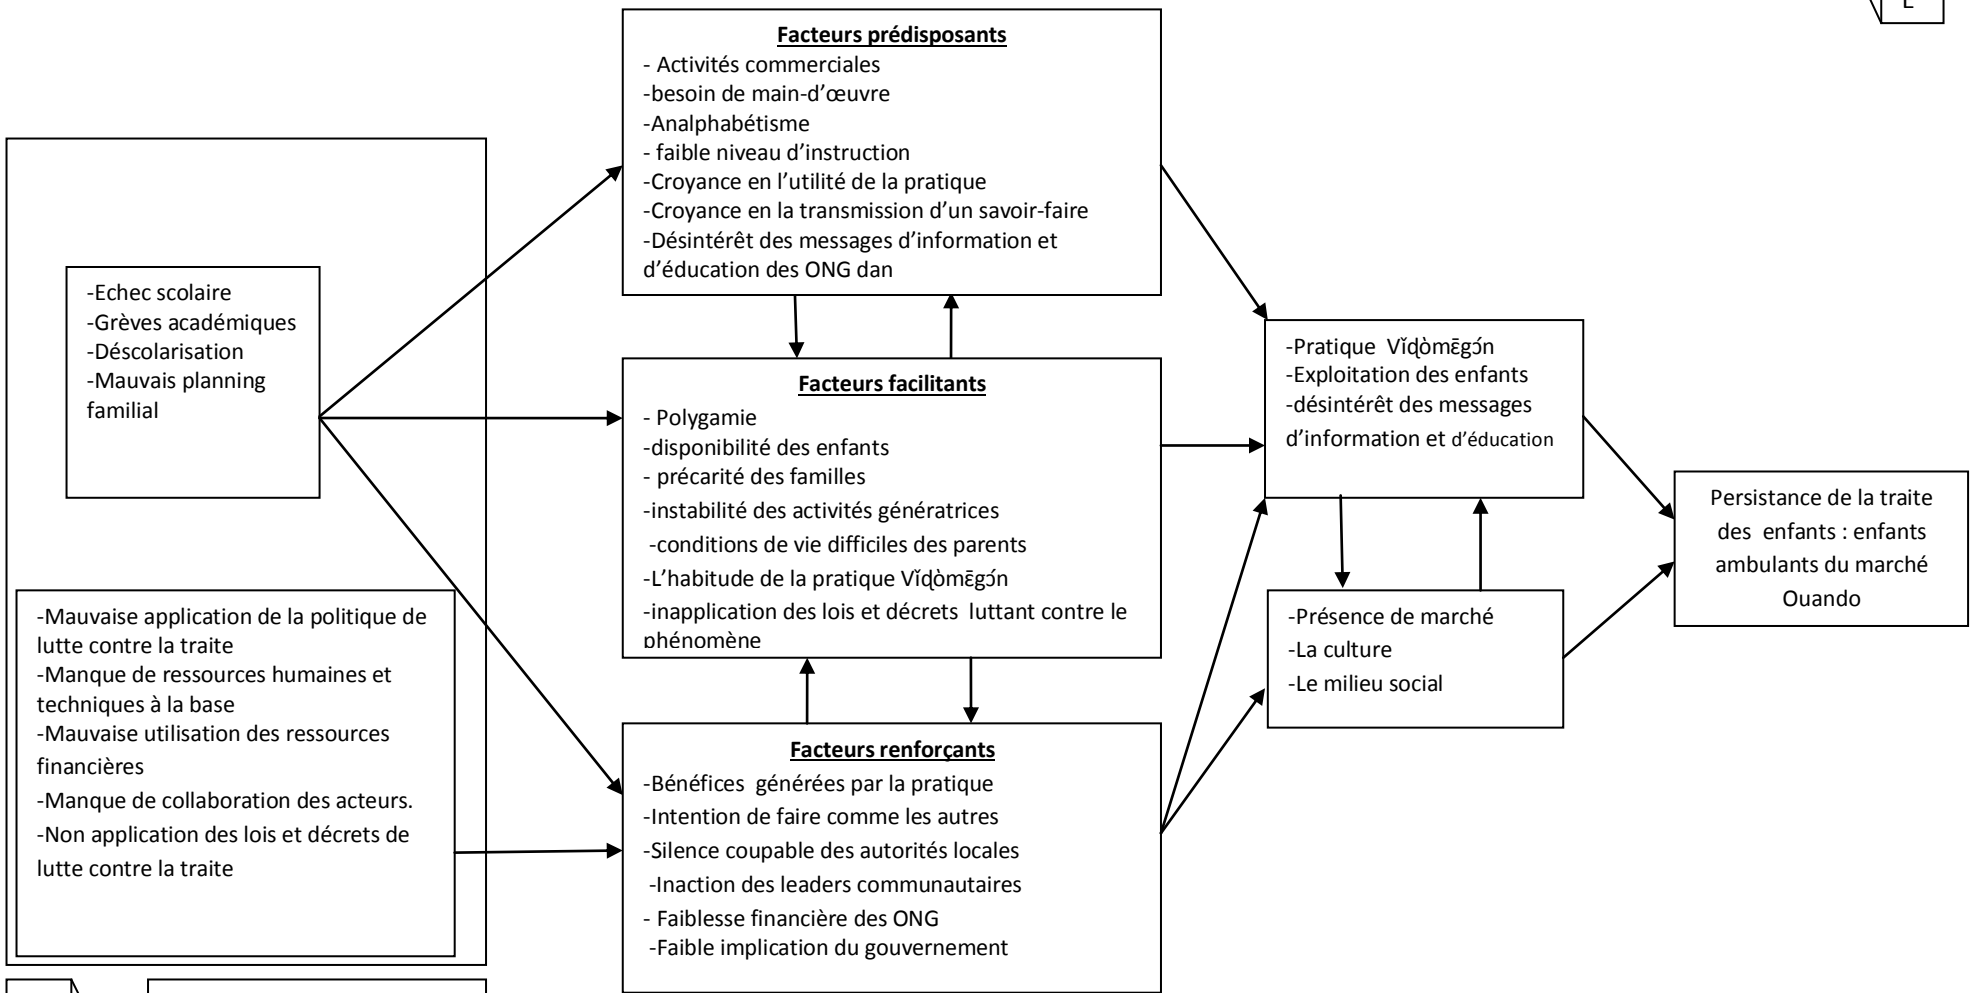 E
Facteurs prédisposants
- Activités commerciales
-besoin de main-d’œuvre
-Analphabétisme
- faible niveau d’instruction
-Croyance en l’utilité de la pratique
-Croyance en la transmission d’un savoir-faire
-Désintérêt des messages d’information et
d’éducation des ONG dan
-Echec scolaire
-Grèves académiques
-Déscolarisation
-Mauvais planning
familial
-Mauvaise application de la politique de
lutte contre la traite
-Manque de ressources humaines et
techniques à la base
-Mauvaise utilisation des ressources
financières
-Manque de collaboration des acteurs.
-Non application des lois et décrets de
lutte contre la traite
Facteurs facilitants
- Polygamie
-disponibilité des enfants
- précarité des familles
-instabilité des activités génératrices
-conditions de vie difficiles des parents
-L’habitude de la pratique Vǐɖòmɛ̄gɔ́n
-inapplication des lois et décrets luttant contre le
phénomène
Facteurs renforçants
-Bénéfices générées par la pratique
-Intention de faire comme les autres
-Silence coupable des autorités locales
-Inaction des leaders communautaires
- Faiblesse financière des ONG
-Faible implication du gouvernement
-Pratique Vǐɖòmɛ̄gɔ́n
-Exploitation des enfants
-désintérêt des messages
d’information et d’éducation
-Présence de marché
-La culture
-Le milieu social
Persistance de la traite
des enfants : enfants
ambulants du marché
Ouando